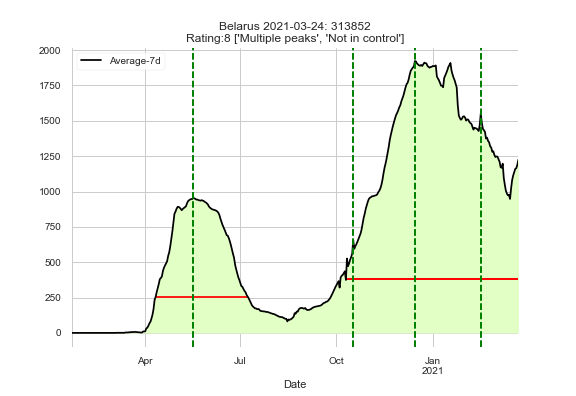 Belarus 2021-03-24: 313852
Rating:8 ['Multiple peaks', 'Not in control']
2000
Average-7d
1750
1500
1250
1000
750
500
250
0
Apr
Jul
Oct
Jan
2021
Date